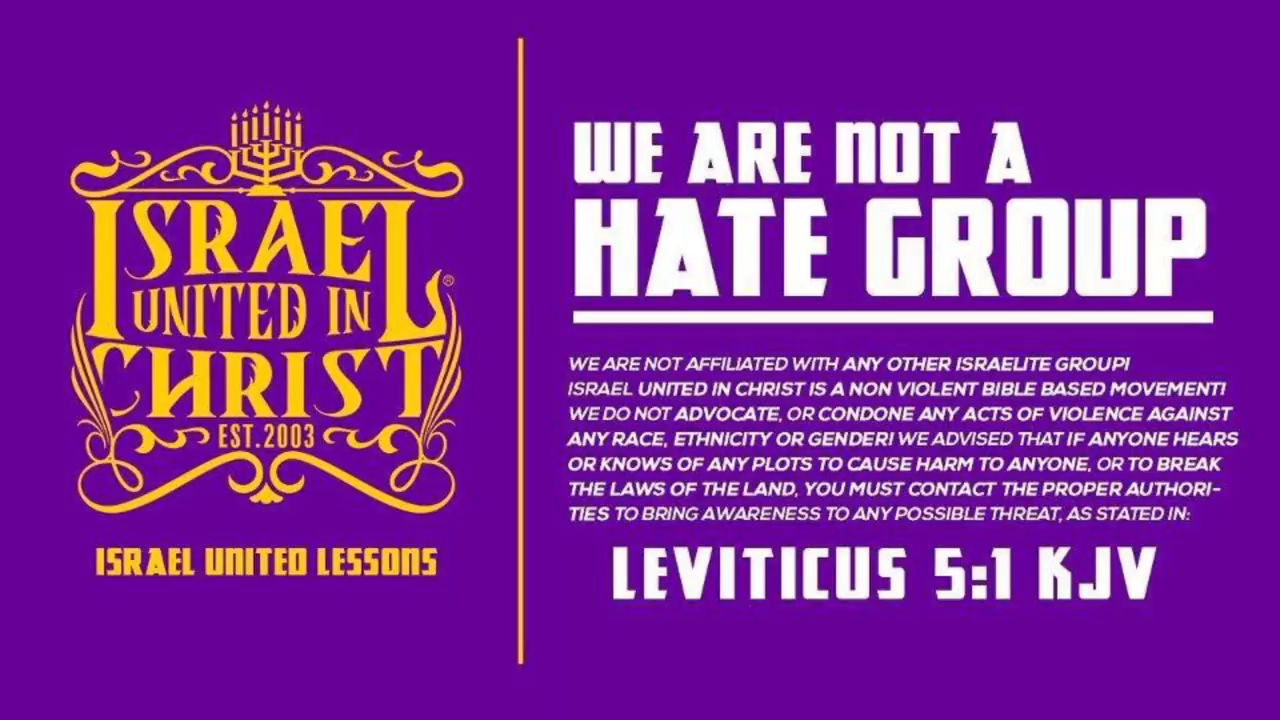 ISRAEL
UNITED IN
CHRIST
®
EST. 2003
ISRAEL UNITED LESSONS
WE ARE NOT A
HATE GROUP
WE ARE NOT AFFILIATED WITH ANY OTHER ISRAELITE GROUP!
ISRAEL UNITED IN CHRIST IS A NON VIOLENT BIBLE BASED MOVEMENT!
WE DO NOT ADVOCATE, OR CONDONE ANY ACTS OF VIOLENCE AGAINST
ANY RACE, ETHNICITY OR GENDER! WE ADVISED THAT IF ANYONE HEARS
OR KNOWS OF ANY PLOTS TO CAUSE HARM TO ANYONE, OR TO BREAK
THE LAWS OF THE LAND, YOU MUST CONTACT THE PROPER AUTHORI-
TIES TO BRING AWARENESS TO ANY POSSIBLE THREAT, AS STATED IN:
LEVITICUS 5:1 KJV